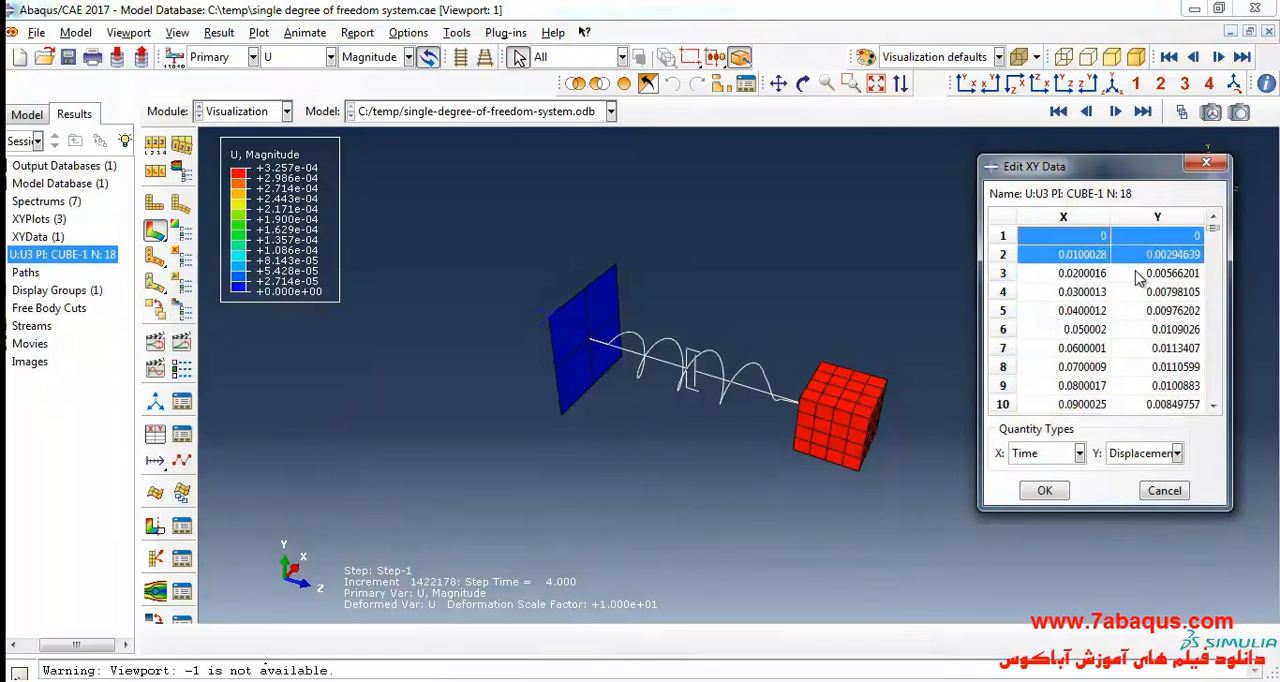 Abaqus/CAE 2017 - Model Database: C:\temp\single degree of freedom system.cae [Viewport: 1]
File Model Viewport View Result Plot Animate Report Options Tools Plug-ins Help
Primary U Magnitude All Visualization defaults
1 2 3 4
Model Results Module: Visualization Model: C:/temp/single-degree-of-freedom-system.odb
Sessi
Output Databases (1)
Model Database (1)
Spectrums (7)
XYPlots (3)
XYData (1)
U:U3 PI: CUBE-1 N: 18
Paths
Display Groups (1)
Free Body Cuts
Streams
Movies
Images
U, Magnitude
+3.257e-04
+2.986e-04
+2.714e-04
+2.443e-04
+2.171e-04
+1.900e-04
+1.629e-04
+1.357e-04
+1.086e-04
+8.143e-05
+5.428e-05
+2.714e-05
+0.000e+00
Edit XY Data
Name: U:U3 PI: CUBE-1 N: 18
X Y
1 0 0
2 0.0100028 0.00294639
3 0.0200016 0.00566201
4 0.0300013 0.00798105
5 0.0400012 0.00976202
6 0.050002 0.0109026
7 0.0600001 0.0113407
8 0.0700009 0.0110599
9 0.0800017 0.0100883
10 0.0900025 0.00849757
Quantity Types
X: Time Y: Displacemen
OK Cancel
Y
X
Z
Step: Step-1
Increment 1422178: Step Time = 4.000
Primary Var: U, Magnitude
Deformed Var: U Deformation Scale Factor: +1.000e+01
www.7abaqus.com
SIMULIA
دانلود فیلم های آموزش آباکوس
Warning: Viewport: -1 is not available.